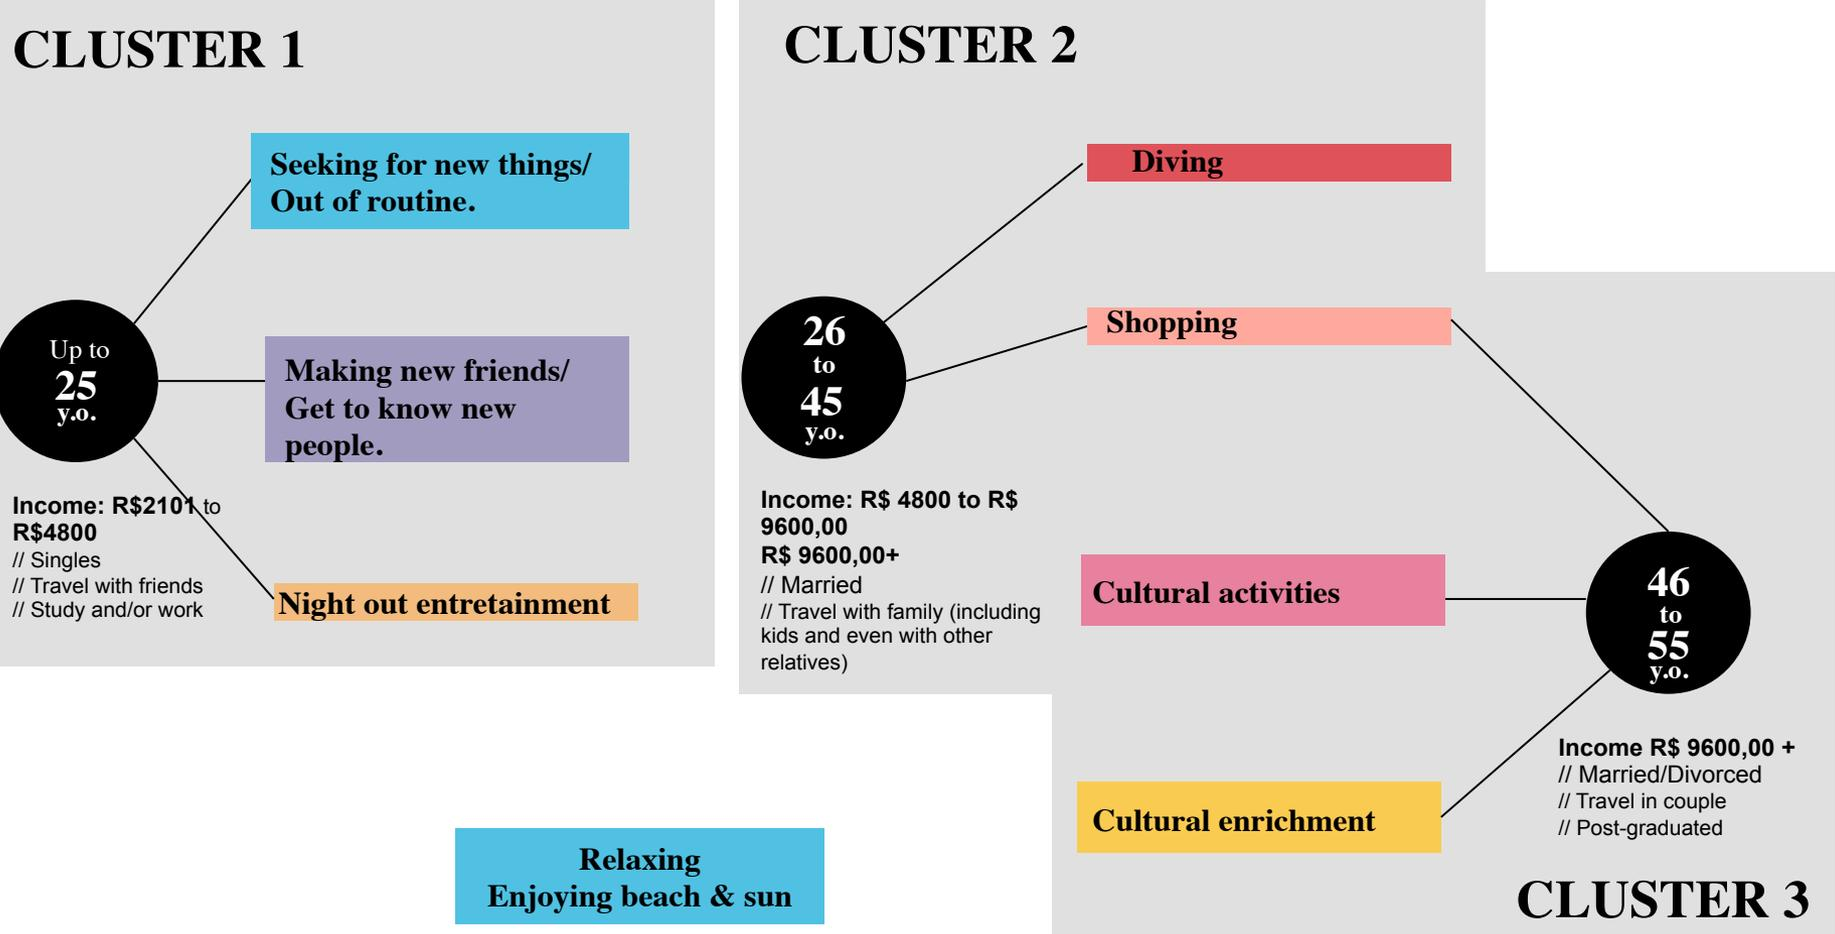 CLUSTER 1
Seeking for new things/
Out of routine.
Up to
25
y.o.
Making new friends/
Get to know new
people.
Income: R$2101 to
R$4800
// Singles
// Travel with friends
// Study and/or work
Night out entretainment
CLUSTER 2
Diving
26
to
45
y.o.
Shopping
Income: R$ 4800 to R$
9600,00
R$ 9600,00+
// Married
// Travel with family (including
kids and even with other
relatives)
Cultural activities
46
to
55
y.o.
Cultural enrichment
Income R$ 9600,00 +
// Married/Divorced
// Travel in couple
// Post-graduated
CLUSTER 3
Relaxing
Enjoying beach & sun